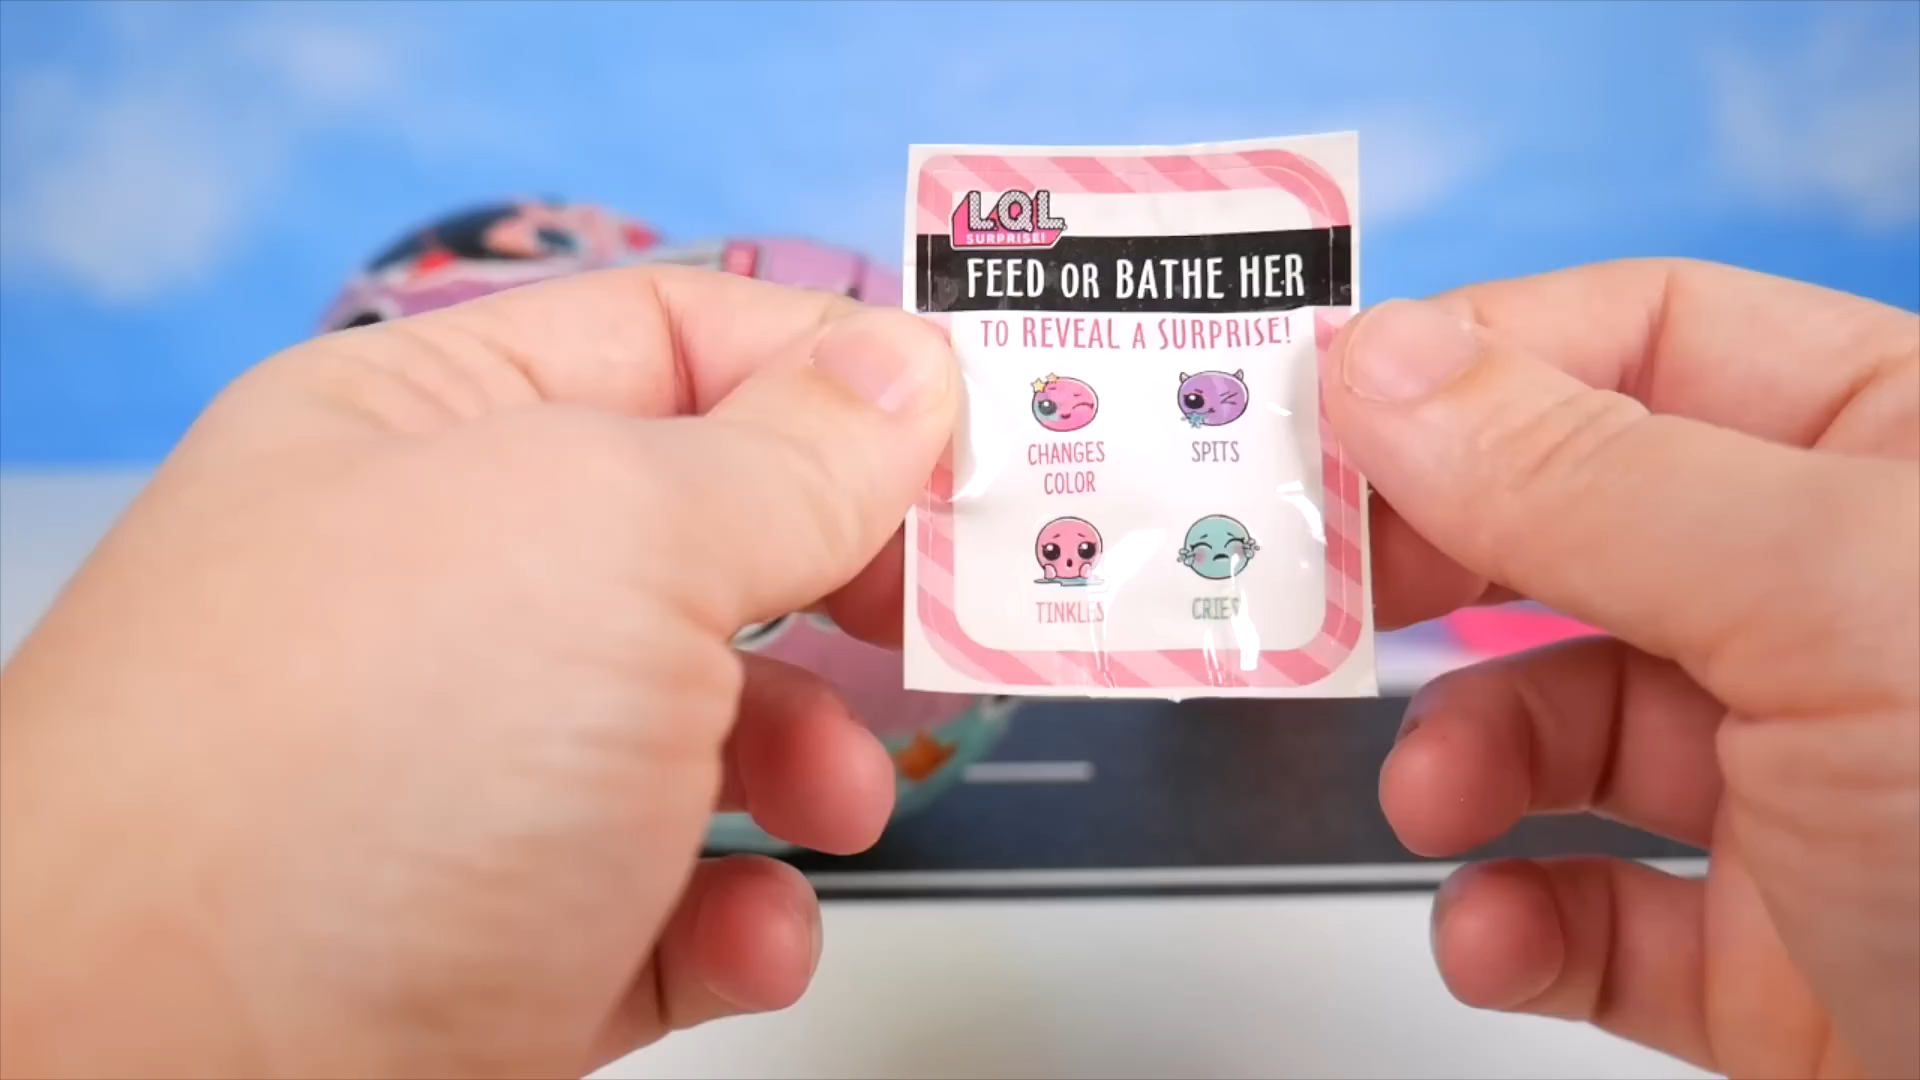 L.O.L.
SURPRISE!
FEED OR BATHE HER
TO REVEAL A SURPRISE!
CHANGES
COLOR
SPITS
TINKLES
CRIES